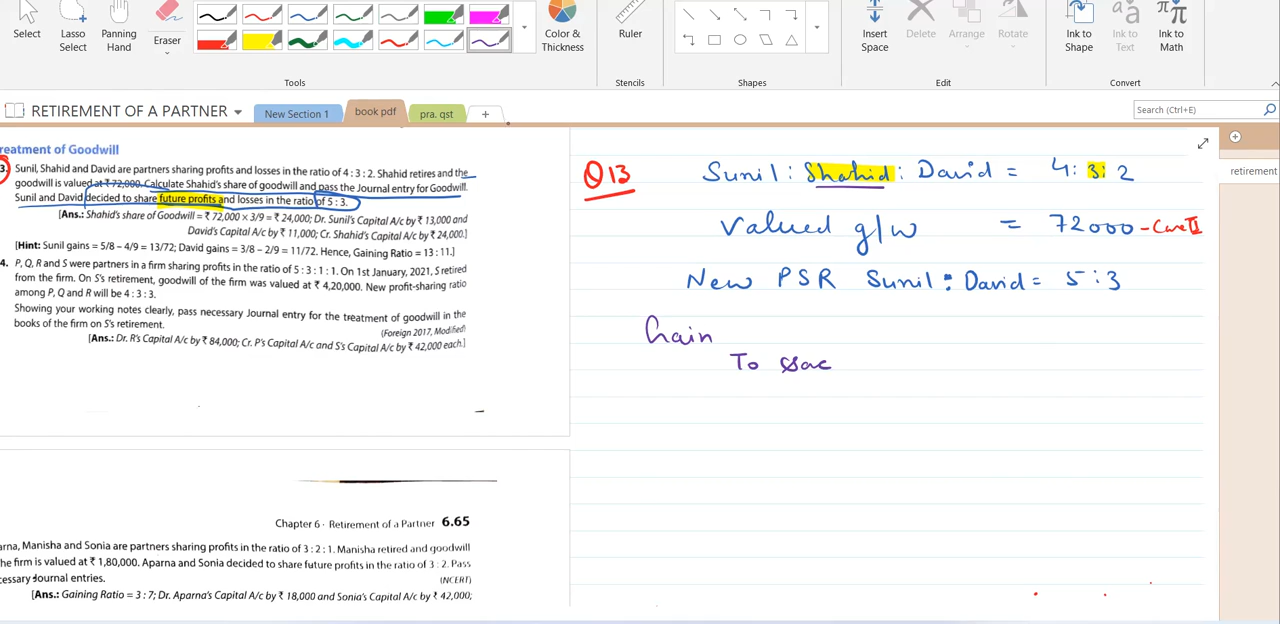 Select
Lasso Select
Panning Hand
Eraser
Color & Thickness
Ruler
Insert Space
Delete
Arrange
Rotate
Ink to Shape
Ink to Text
Ink to Math
Tools
Stencils
Shapes
Edit
Convert
RETIREMENT OF A PARTNER
New Section 1
book pdf
pra. qst
+
Search (Ctrl+E)
retirement
reatment of Goodwill
3. Sunil, Shahid and David are partners sharing profits and losses in the ratio of 4 : 3 : 2. Shahid retires and the
goodwill is valued at ₹ 72,000. Calculate Shahid's share of goodwill and pass the Journal entry for Goodwill.
Sunil and David decided to share future profits and losses in the ratio of 5 : 3.
[Ans.: Shahid's share of Goodwill = ₹ 72,000 × 3/9 = ₹ 24,000; Dr. Sunil's Capital A/c by ₹ 13,000 and
David's Capital A/c by ₹ 11,000; Cr. Shahid's Capital A/c by ₹ 24,000.]
[Hint: Sunil gains = 5/8 – 4/9 = 13/72; David gains = 3/8 – 2/9 = 11/72; Hence, Gaining Ratio = 13 : 11.]
4. P, Q, R and S were partners in a firm sharing profits in the ratio of 5 : 3 : 1 : 1. On 1st January, 2021, S retired
from the firm. On S's retirement, goodwill of the firm was valued at ₹ 4,20,000. New profit-sharing ratio
among P, Q and R will be 4 : 3 : 3.
Showing your working notes clearly, pass necessary Journal entry for the treatment of goodwill in the
books of the firm on S's retirement.
(Foreign 2017, Modified)
[Ans.: Dr. R's Capital A/c by ₹ 84,000; Cr. P's Capital A/c and S's Capital A/c by ₹ 42,000 each.]
Chapter 6 · Retirement of a Partner 6.65
arna, Manisha and Sonia are partners sharing profits in the ratio of 3 : 2 : 1. Manisha retired and goodwill
he firm is valued at ₹ 1,80,000. Aparna and Sonia decided to share future profits in the ratio of 3 : 2. Pass
cessary Journal entries.
(NCERT)
[Ans.: Gaining Ratio = 3 : 7; Dr. Aparna's Capital A/c by ₹ 18,000 and Sonia's Capital A/c by ₹ 42,000;
Q13 Sunil : Shahid : David = 4 : 3 : 2
Valued g/w = 72000 - Case II
New PSR Sunil : David = 5 : 3
Gain
To sac